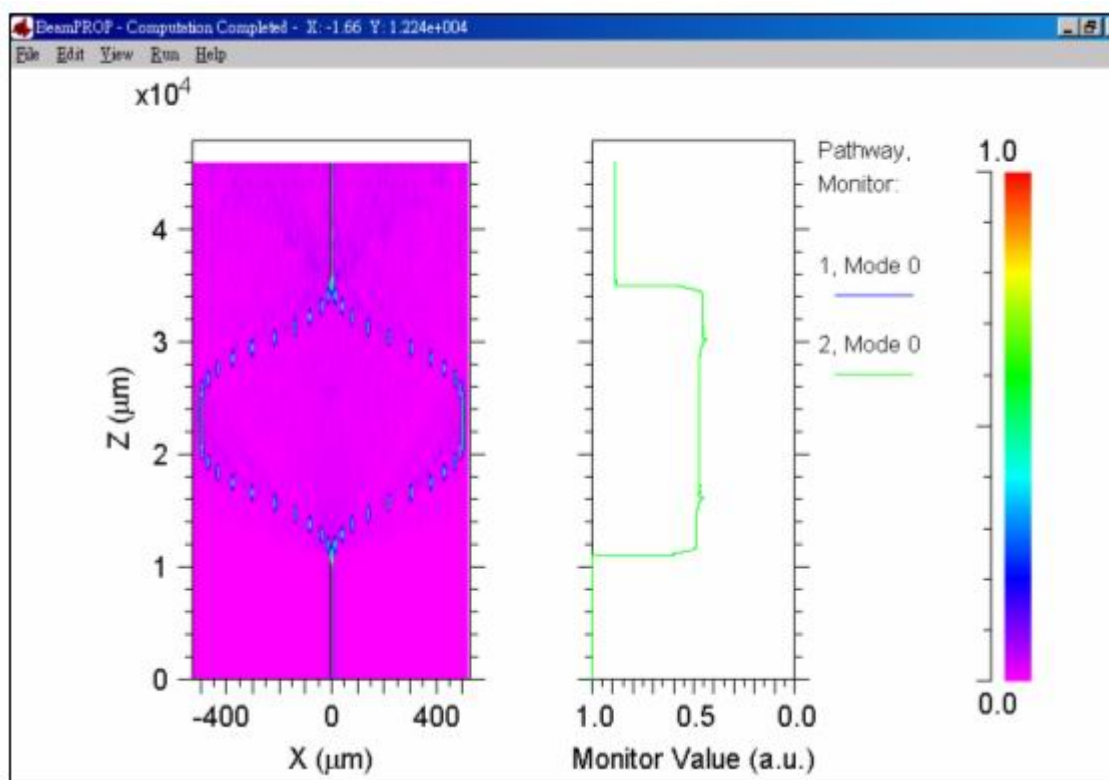 BeamPROP - Computation Completed - X: -1.66 Y: 1.224e+004
File Edit View Run Help
x10⁴
4
3
2
1
0
Z (μm)
-400 0 400
X (μm)
1.0 0.5 0.0
Monitor Value (a.u.)
Pathway,
Monitor:
1, Mode 0
2, Mode 0
1.0
0.0